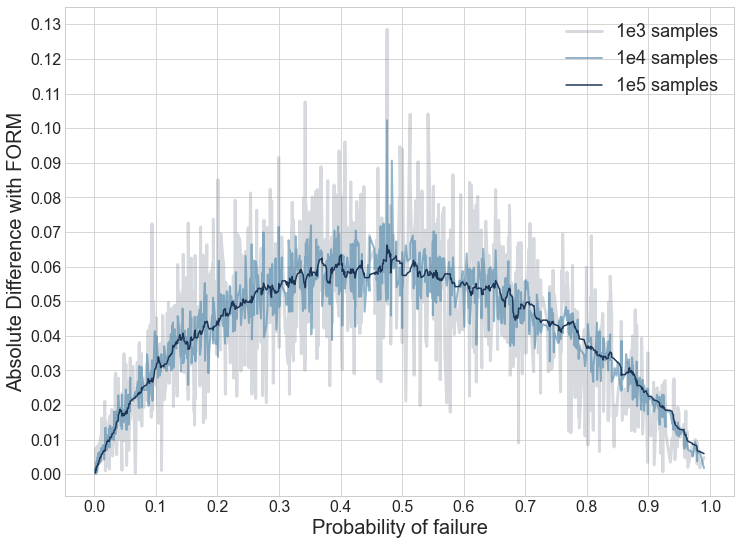 0.13
0.12
0.11
0.10
0.09
0.08
0.07
0.06
0.05
0.04
0.03
0.02
0.01
0.00
Absolute Difference with FORM
1e3 samples
1e4 samples
1e5 samples
0.0 0.1 0.2 0.3 0.4 0.5 0.6 0.7 0.8 0.9 1.0
Probability of failure